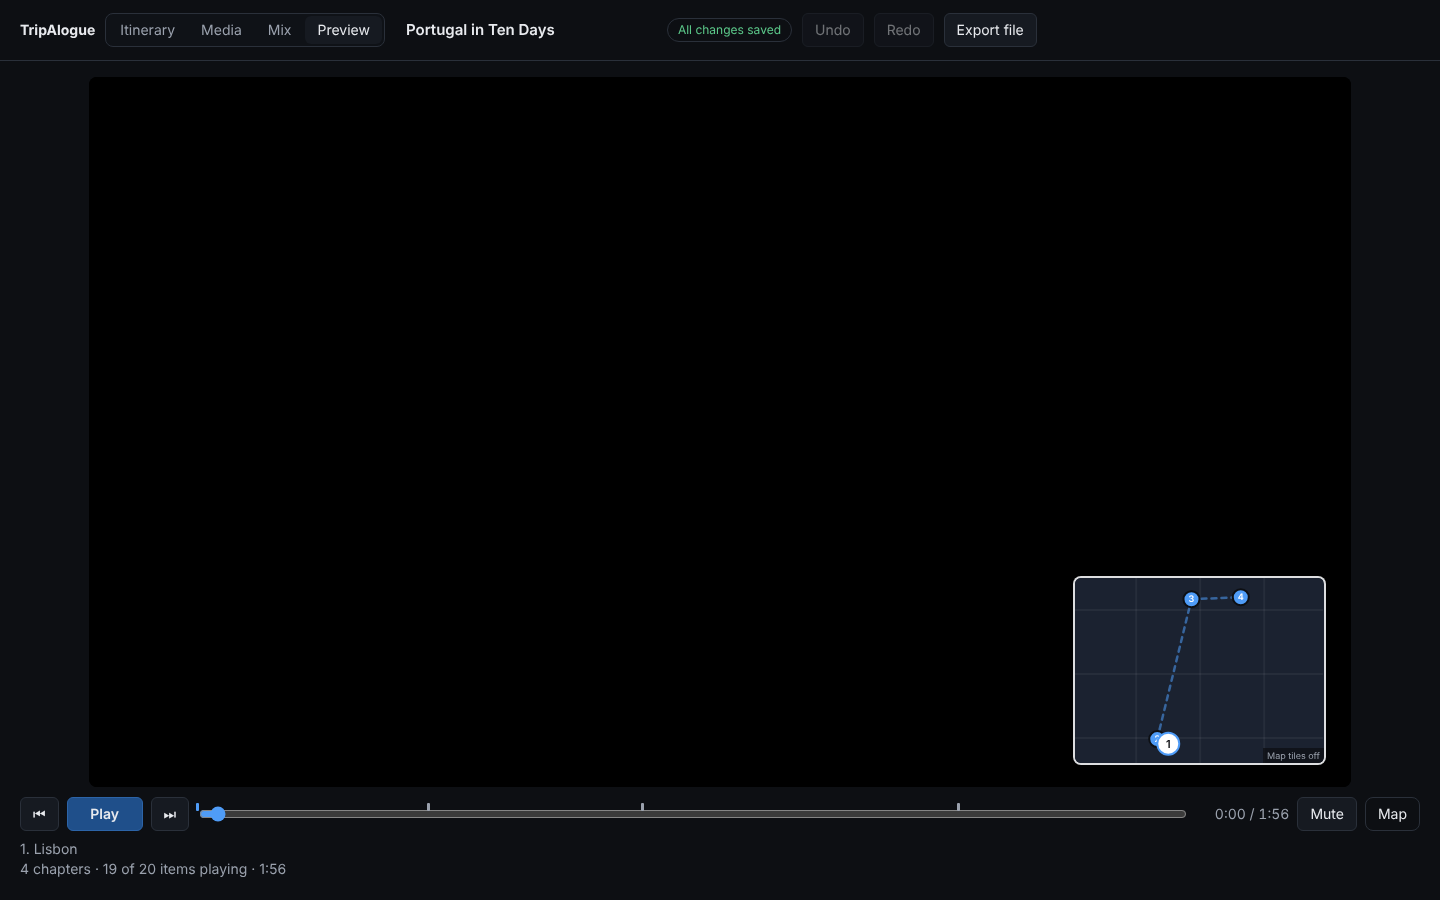 TripAlogue
Itinerary
Media
Mix
Preview
Portugal in Ten Days
All changes saved
Undo
Redo
Export file
3
4
1
Map tiles off
Play
0:00 / 1:56
Mute
Map
1. Lisbon
4 chapters · 19 of 20 items playing · 1:56